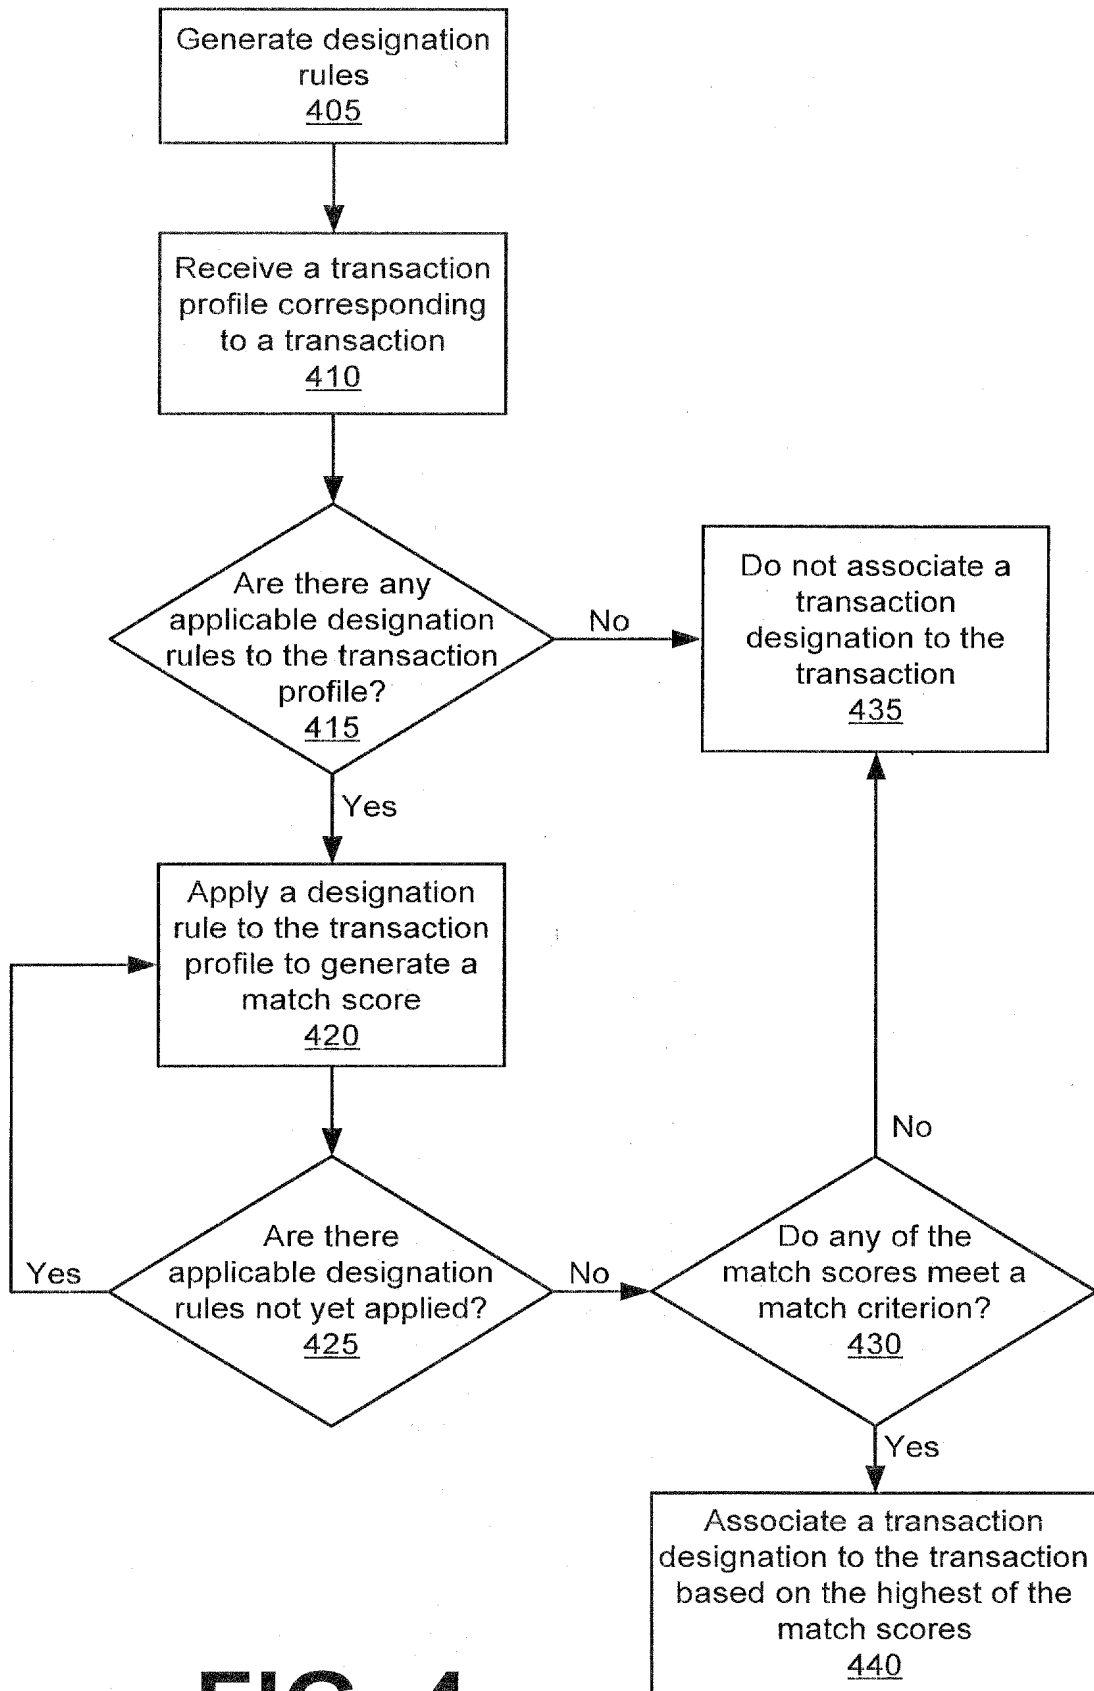 Generate designation
rules
405
Receive a transaction
profile corresponding
to a transaction
410
Are there any
applicable designation
rules to the transaction
profile?
415
No
Do not associate a
transaction
designation to the
transaction
435
Yes
Apply a designation
rule to the transaction
profile to generate a
match score
420
Are there
applicable designation
rules not yet applied?
425
Yes
No
Do any of the
match scores meet a
match criterion?
430
No
Yes
Associate a transaction
designation to the transaction
based on the highest of the
match scores
440
FIG. 4